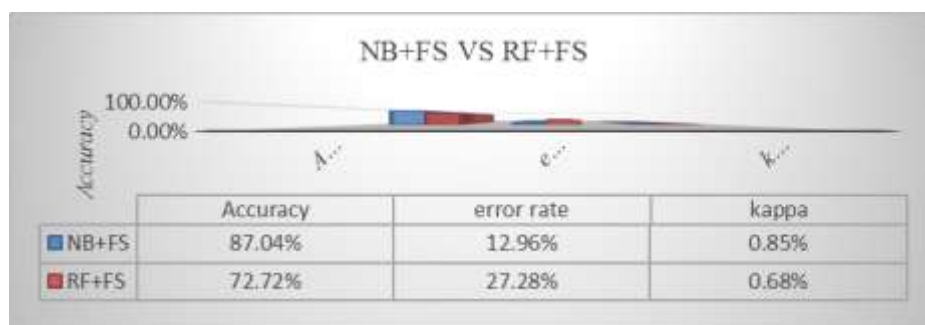 NB+FS VS RF+FS
Accuracy
100.00%
0.00%
A...
e...
k...
Accuracy error rate kappa
NB+FS 87.04% 12.96% 0.85%
RF+FS 72.72% 27.28% 0.68%